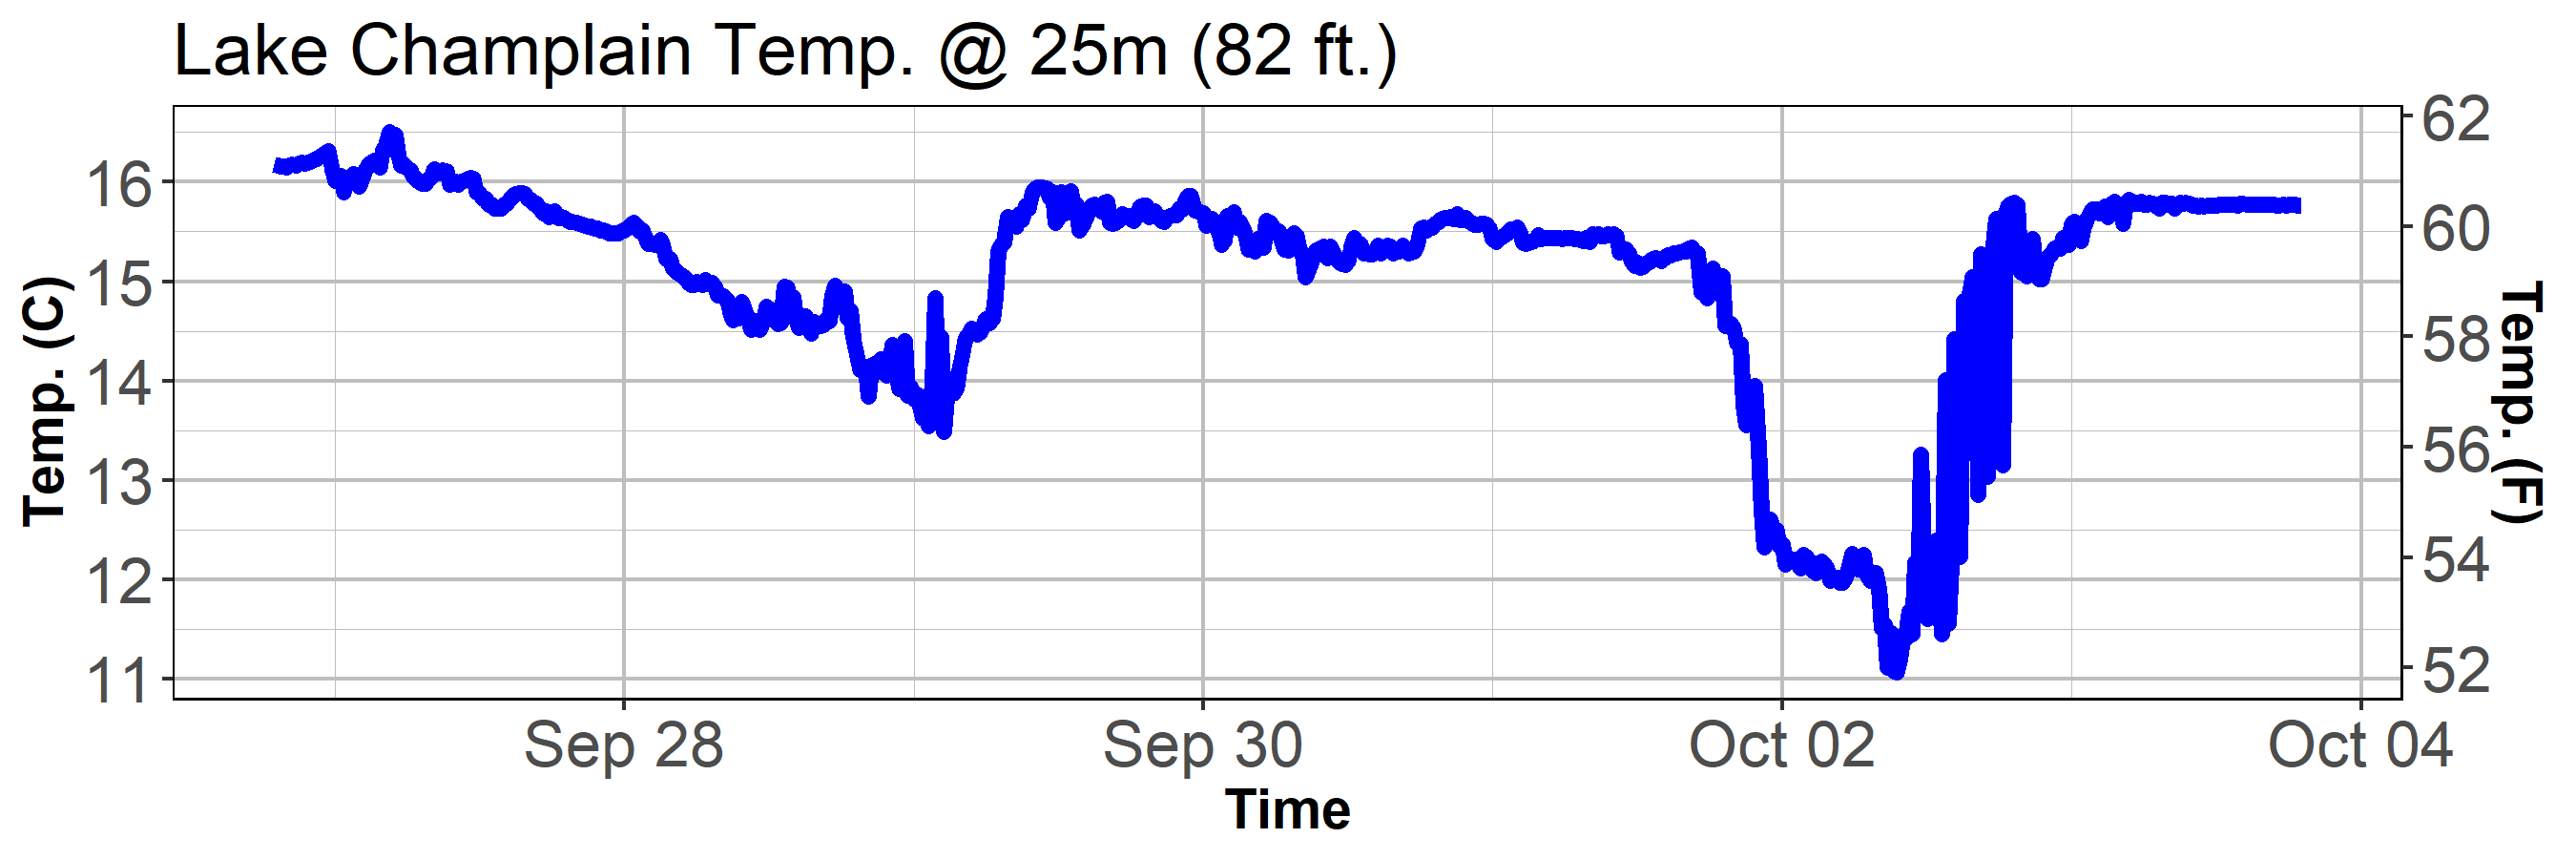 Lake Champlain Temp. @ 25m (82 ft.)
Temp. (C)
16
15
14
13
12
11
62
60
58
56
54
52
Temp. (F)
Sep 28
Sep 30
Oct 02
Oct 04
Time